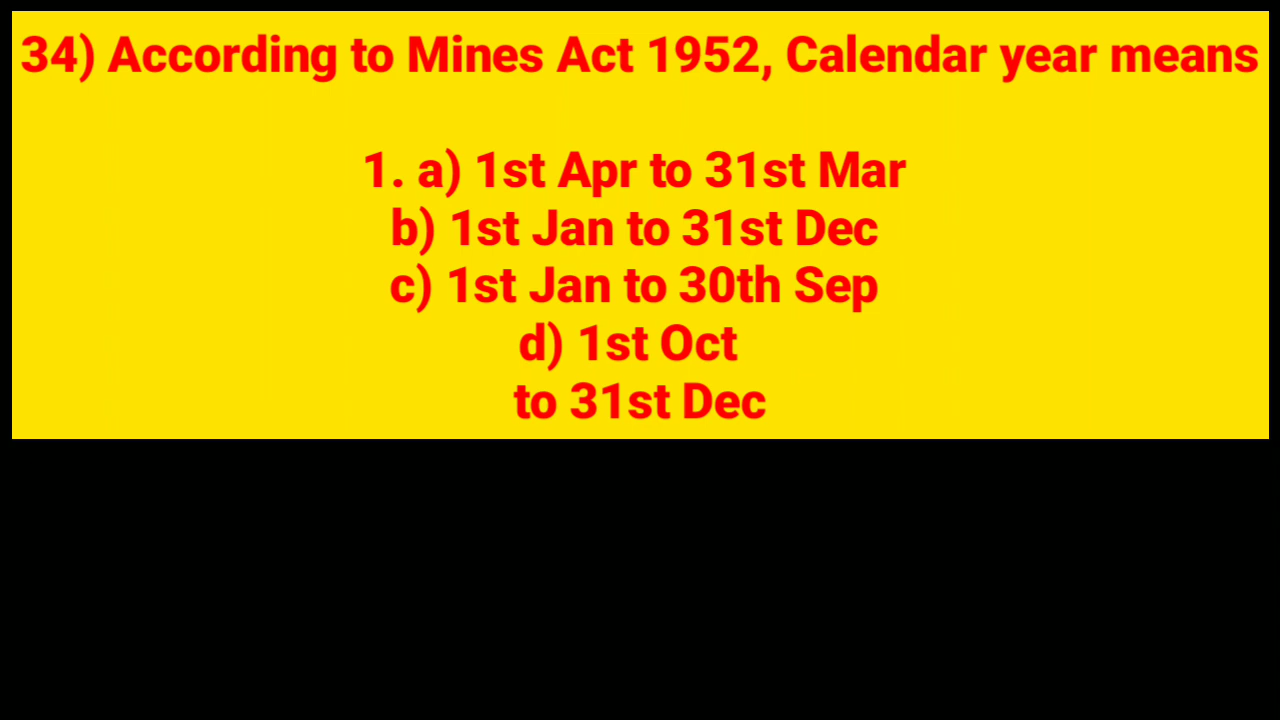 34) According to Mines Act 1952, Calendar year means
1. a) 1st Apr to 31st Mar
b) 1st Jan to 31st Dec
c) 1st Jan to 30th Sep
d) 1st Oct
to 31st Dec